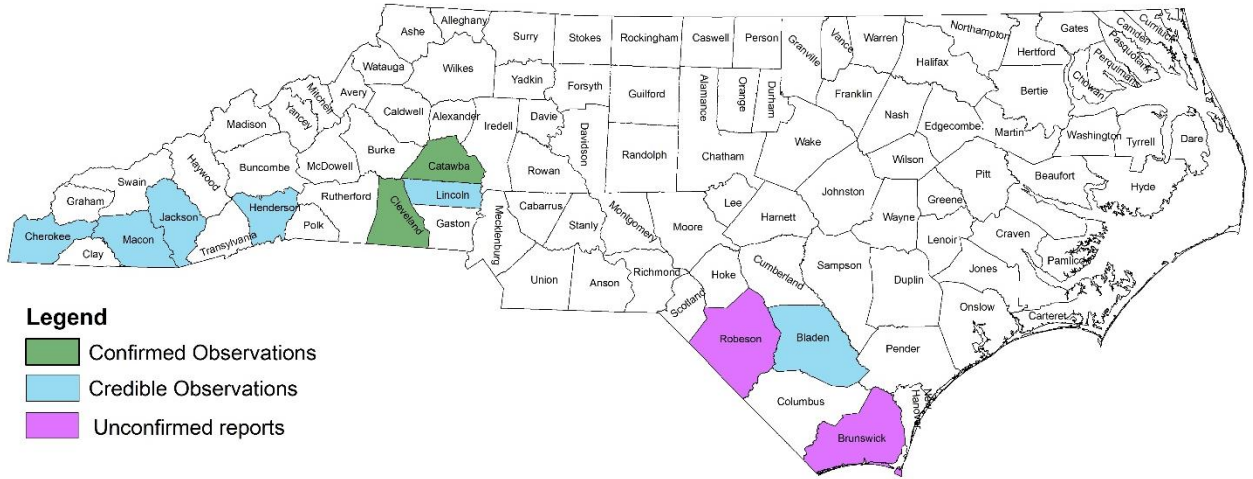 Alleghany
Ashe
Surry
Stokes
Rockingham
Caswell
Person
Granville
Vance
Warren
Northampton
Gates
Camden
Currituck
Pasquotank
Perquimans
Chowan
Hertford
Halifax
Watauga
Wilkes
Yadkin
Forsyth
Guilford
Alamance
Orange
Durham
Franklin
Nash
Edgecombe
Bertie
Martin
Washington
Tyrrell
Dare
Mitchell
Avery
Yancey
Madison
Caldwell
Alexander
Iredell
Davie
Davidson
Randolph
Chatham
Wake
Wilson
Pitt
Beaufort
Hyde
Haywood
Buncombe
McDowell
Burke
Catawba
Rowan
Swain
Graham
Jackson
Henderson
Rutherford
Lincoln
Cleveland
Cherokee
Macon
Clay
Transylvania
Polk
Gaston
Mecklenburg
Cabarrus
Stanly
Montgomery
Moore
Lee
Harnett
Johnston
Wayne
Greene
Lenoir
Craven
Pamlico
Jones
Union
Anson
Richmond
Scotland
Hoke
Cumberland
Sampson
Duplin
Onslow
Carteret
Robeson
Bladen
Pender
Columbus
New
Hanover
Brunswick
Legend
Confirmed Observations
Credible Observations
Unconfirmed reports